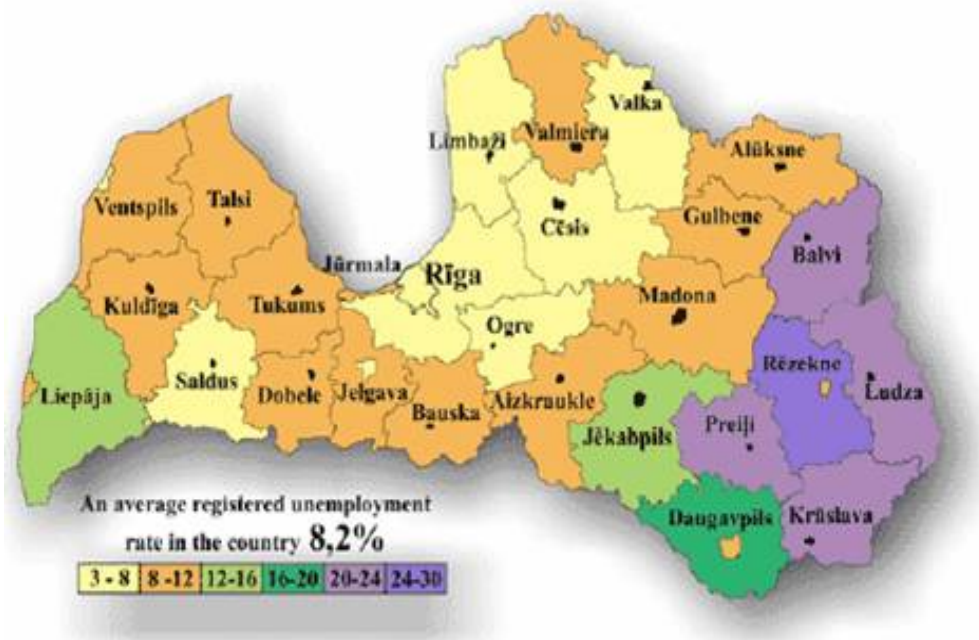 Valka
Limbaži
Valmiera
Alūksne
Ventspils
Talsi
Cēsis
Gulbene
Balvi
Jūrmala
Rīga
Kuldīga
Tukums
Madona
Ogre
Rēzekne
Liepāja
Saldus
Dobele
Jelgava
Bauska
Aizkraukle
Ludza
Jēkabpils
Preiļi
Daugavpils
Krāslava
An average registered unemployment
rate in the country 8,2%
3 - 8 8 -12 12-16 16-20 20-24 24-30